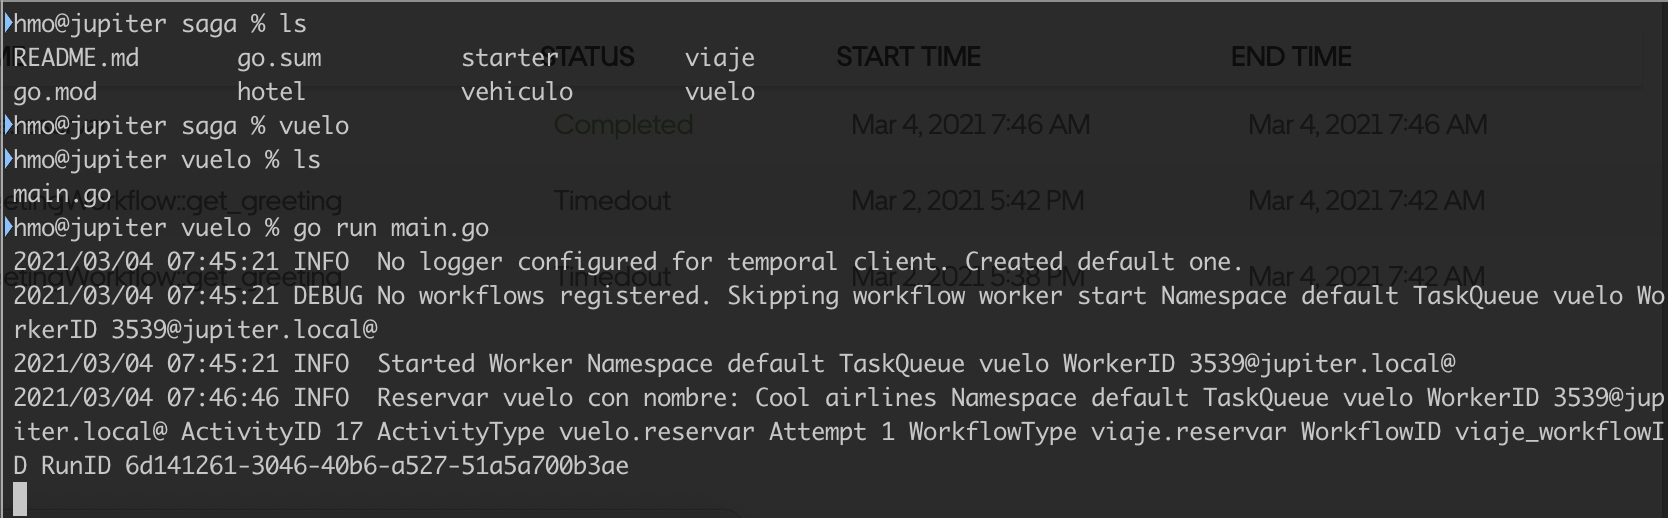 hmo@jupiter saga % ls
README.md go.sum starter viaje
STATUS START TIME END TIME
go.mod hotel vehiculo vuelo
hmo@jupiter saga % vuelo
Completed Mar 4, 2021 7:46 AM Mar 4, 2021 7:46 AM
hmo@jupiter vuelo % ls
main.go
etingWorkflow::get_greeting Timedout Mar 2, 2021 5:42 PM Mar 4, 2021 7:42 AM
hmo@jupiter vuelo % go run main.go
2021/03/04 07:45:21 INFO No logger configured for temporal client. Created default one.
etingWorkflow::get_greeting Timedout Mar 2, 2021 5:38 PM Mar 4, 2021 7:42 AM
2021/03/04 07:45:21 DEBUG No workflows registered. Skipping workflow worker start Namespace default TaskQueue vuelo Wo
rkerID 3539@jupiter.local@
2021/03/04 07:45:21 INFO Started Worker Namespace default TaskQueue vuelo WorkerID 3539@jupiter.local@
2021/03/04 07:46:46 INFO Reservar vuelo con nombre: Cool airlines Namespace default TaskQueue vuelo WorkerID 3539@jup
iter.local@ ActivityID 17 ActivityType vuelo.reservar Attempt 1 WorkflowType viaje.reservar WorkflowID viaje_workflowI
D RunID 6d141261-3046-40b6-a527-51a5a700b3ae